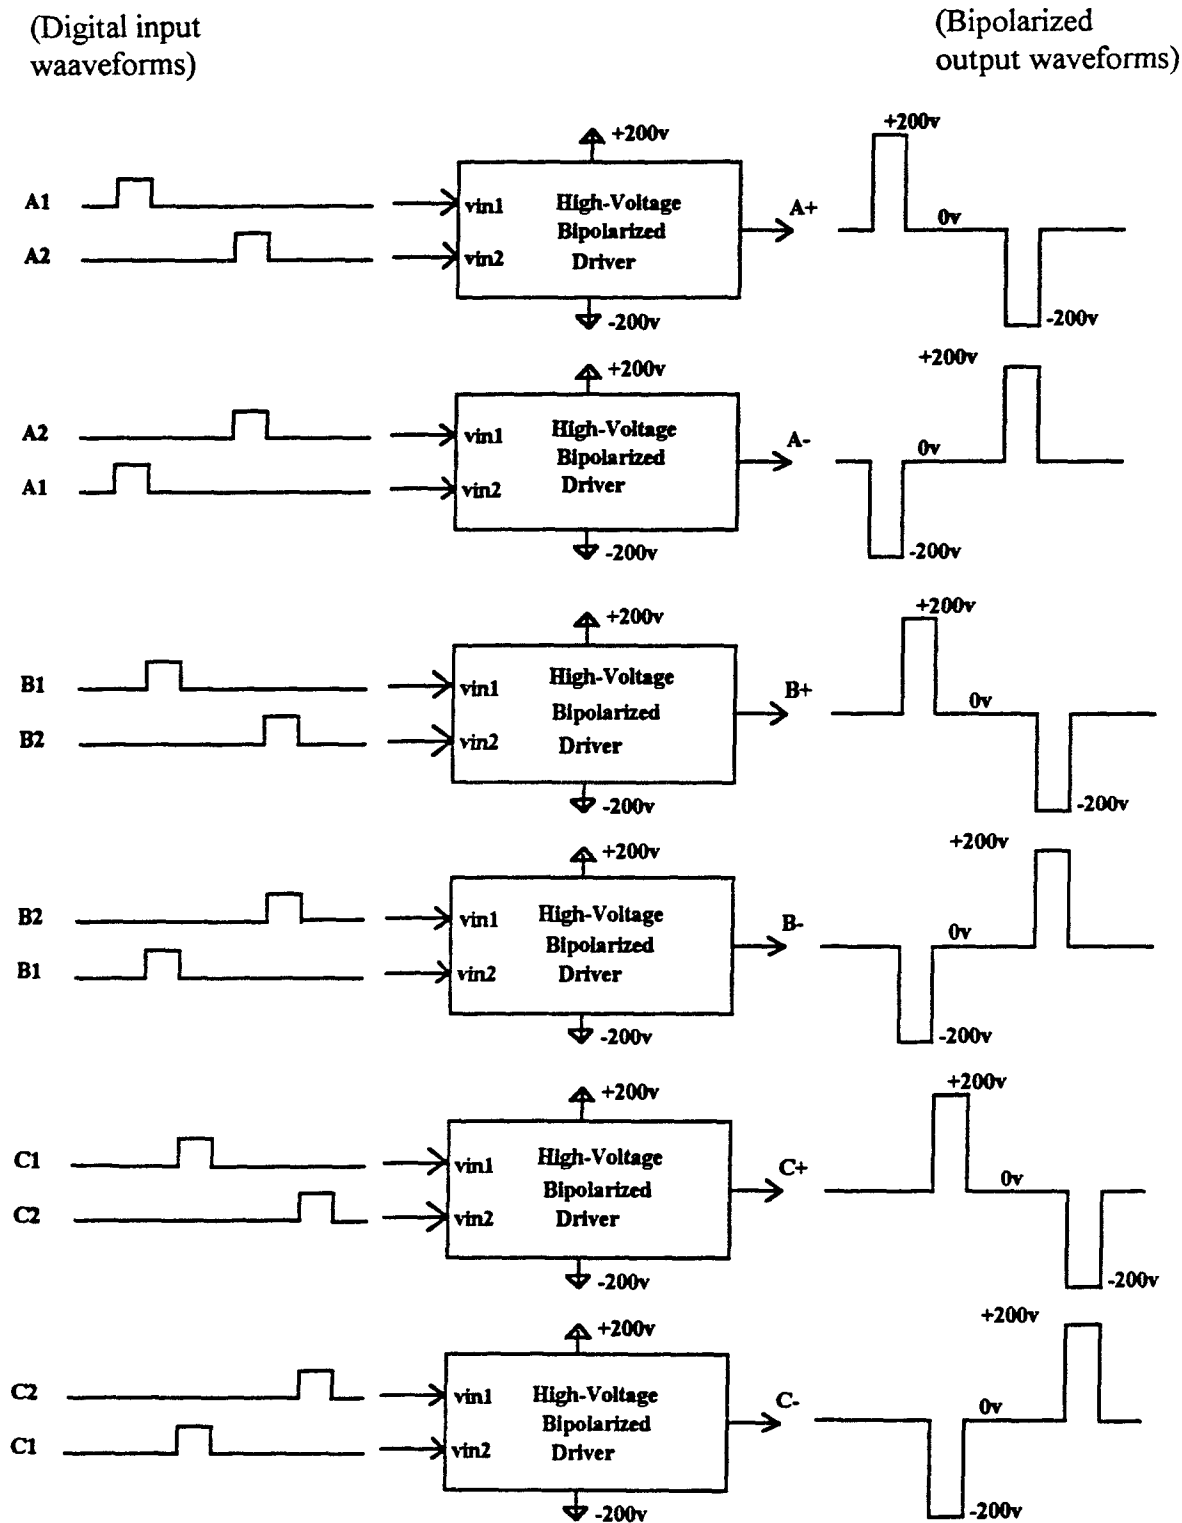 (Digital input
waaveforms)
(Bipolarized
output waveforms)
+200v
A1
A2
vin1
vin2
High-Voltage
Bipolarized
Driver
-200v
A+
+200v
0v
-200v
+200v
A2
A1
vin1
vin2
High-Voltage
Bipolarized
Driver
-200v
A-
+200v
0v
-200v
+200v
B1
B2
vin1
vin2
High-Voltage
Bipolarized
Driver
-200v
B+
+200v
0v
-200v
+200v
B2
B1
vin1
vin2
High-Voltage
Bipolarized
Driver
-200v
B-
+200v
0v
-200v
+200v
C1
C2
vin1
vin2
High-Voltage
Bipolarized
Driver
-200v
C+
+200v
0v
-200v
+200v
C2
C1
vin1
vin2
High-Voltage
Bipolarized
Driver
-200v
C-
+200v
0v
-200v